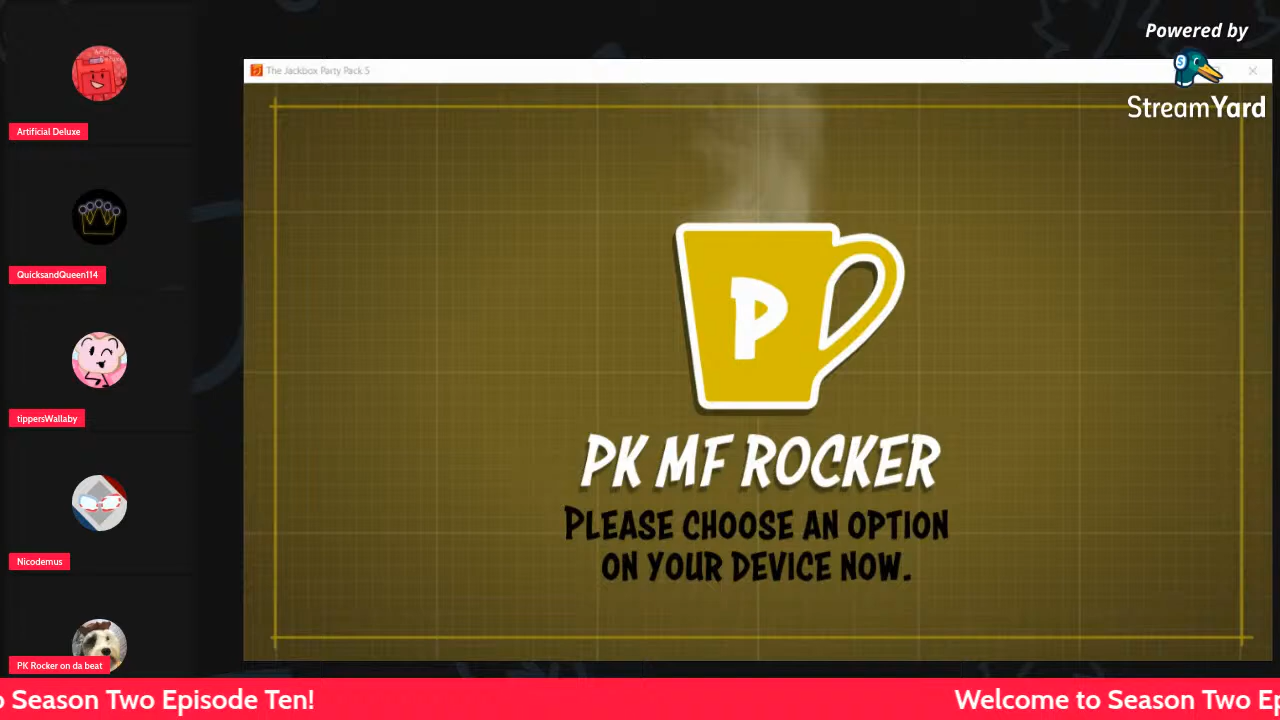 Powered by
StreamYard
The Jackbox Party Pack 5
Artificial Deluxe
QuicksandQueen114
tippersWallaby
Nicodemus
PK Rocker on da beat
P
PK MF ROCKER
PLEASE CHOOSE AN OPTION
ON YOUR DEVICE NOW.
o Season Two Episode Ten! Welcome to Season Two Ep